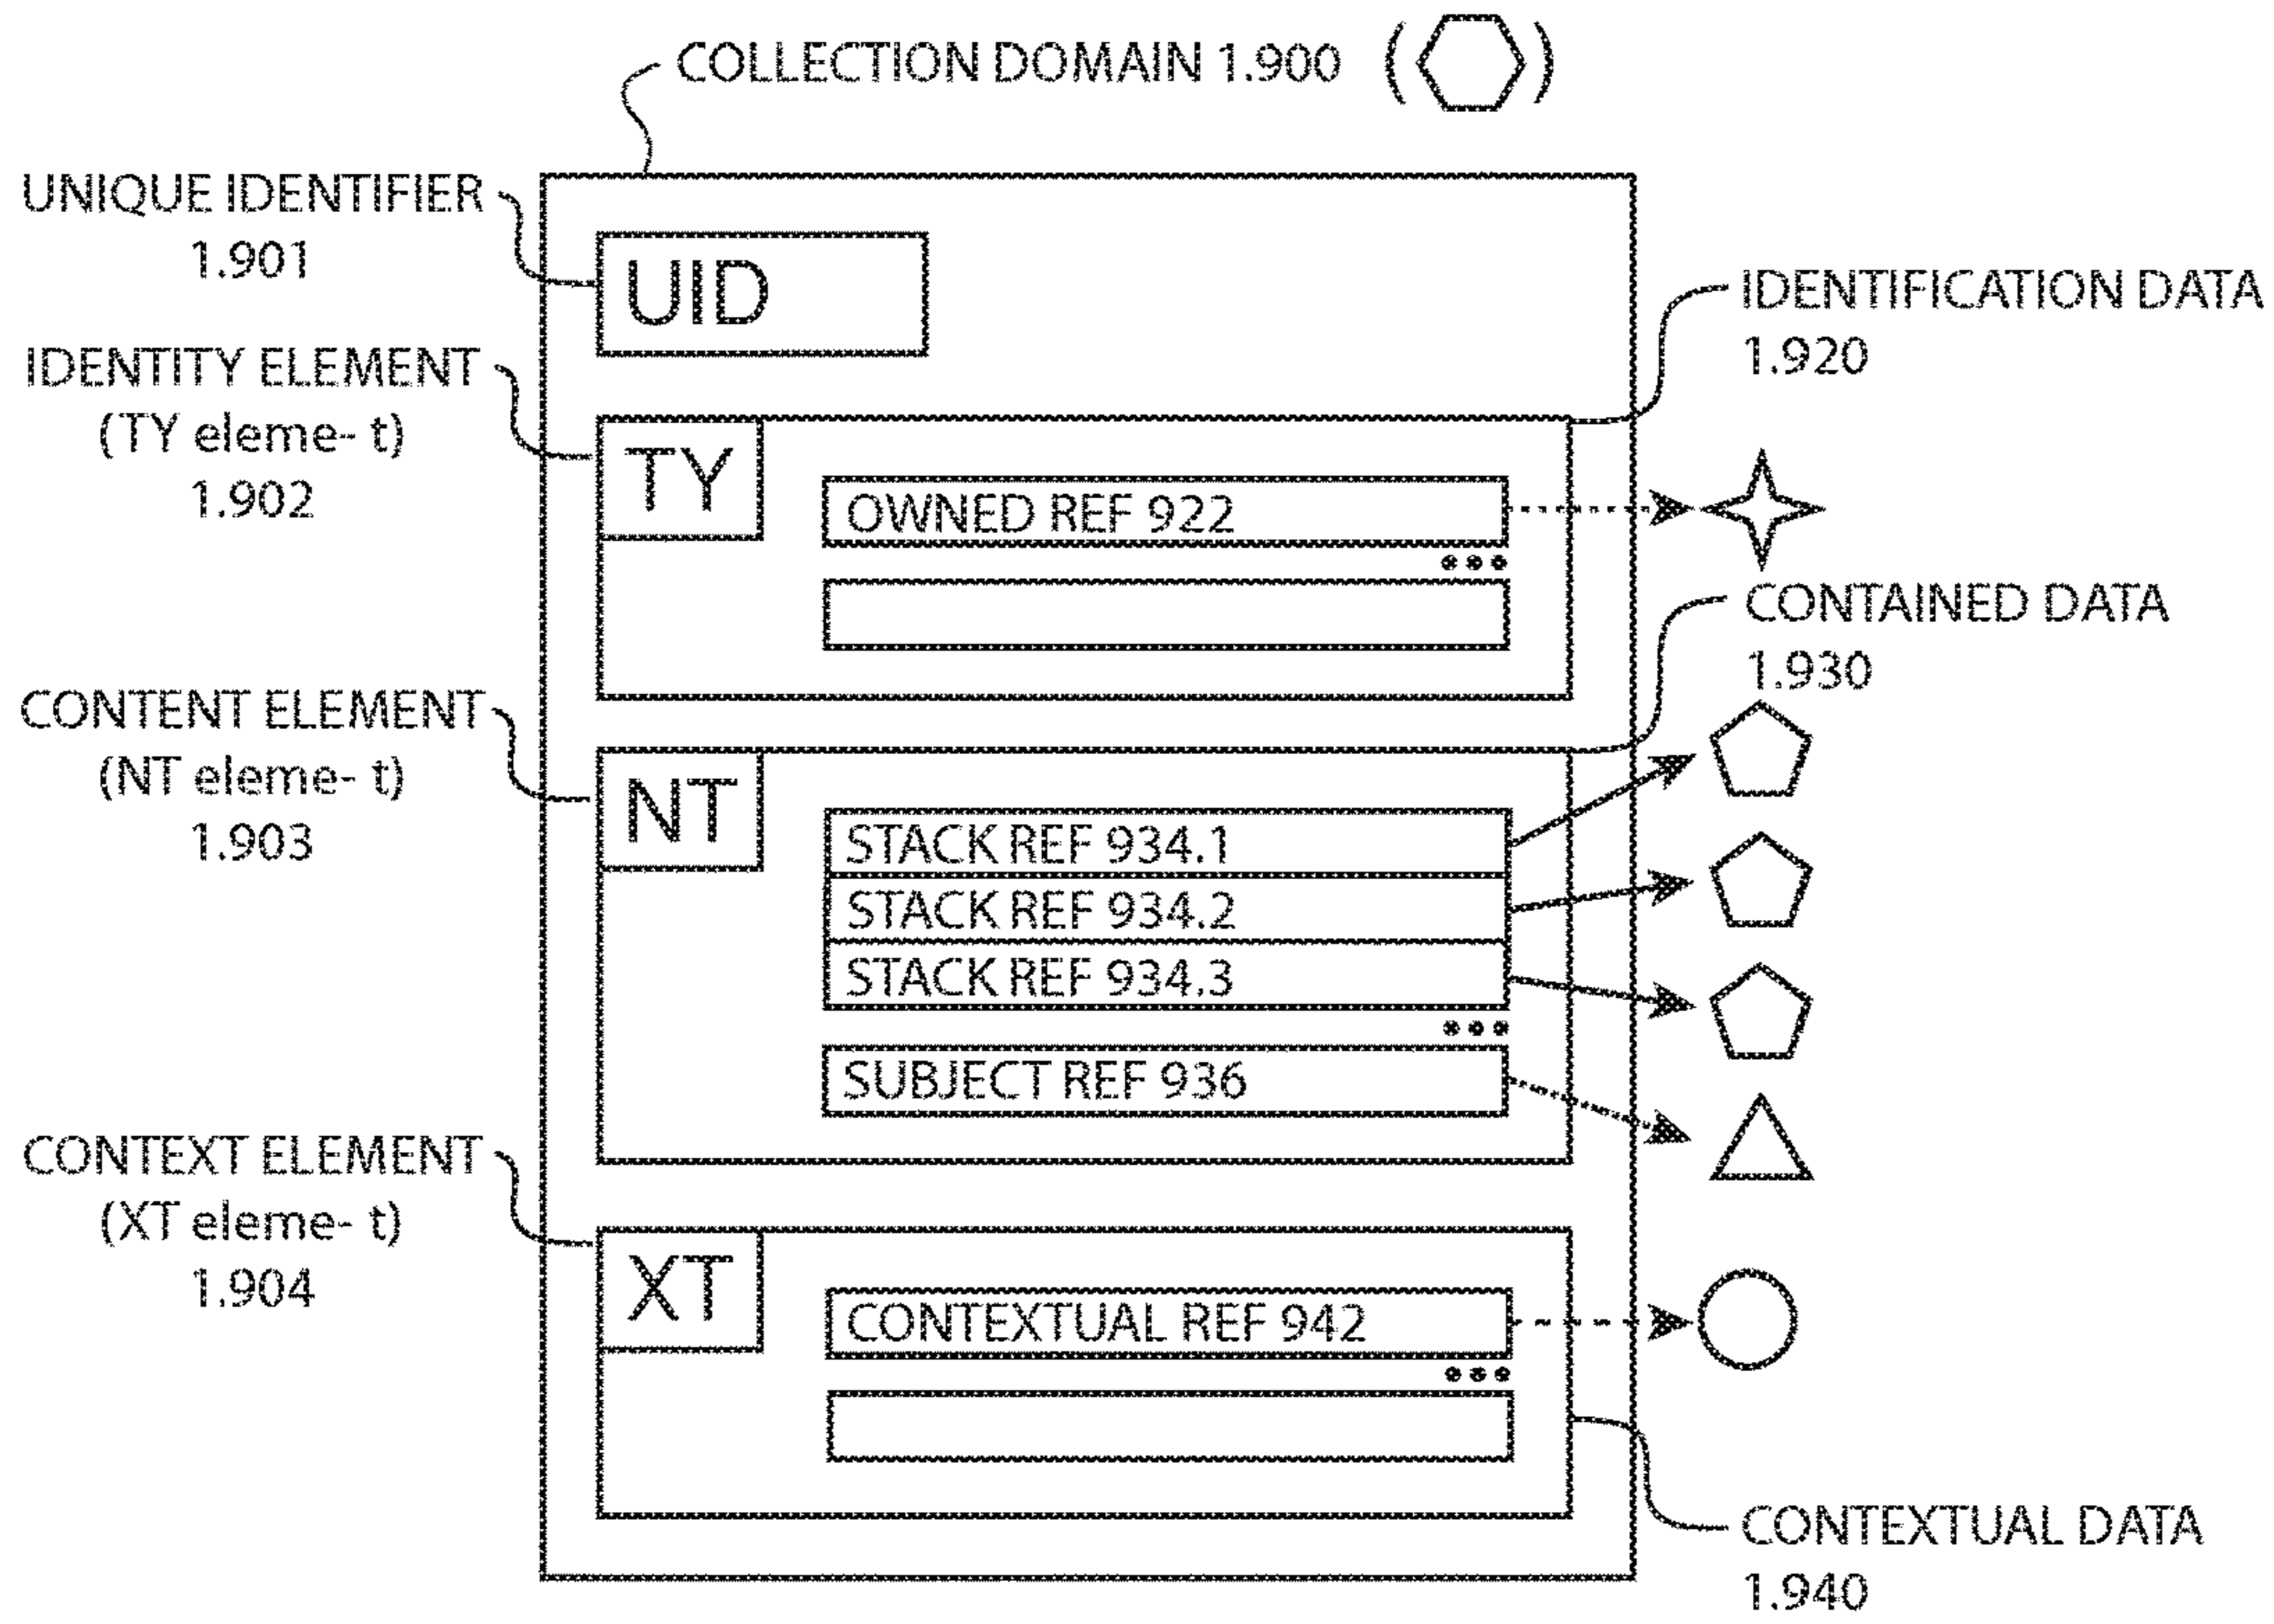 COLLECTION DOMAIN 1.900 ( )
UNIQUE IDENTIFIER
1.901
UID
IDENTIFICATION DATA
1.920
IDENTITY ELEMENT
(TY eleme- t)
1.902
TY
OWNED REF 922
CONTAINED DATA
1.930
CONTENT ELEMENT
(NT eleme- t)
1.903
NT
STACK REF 934.1
STACK REF 934.2
STACK REF 934.3
SUBJECT REF 936
CONTEXT ELEMENT
(XT eleme- t)
1.904
XT
CONTEXTUAL REF 942
CONTEXTUAL DATA
1.940